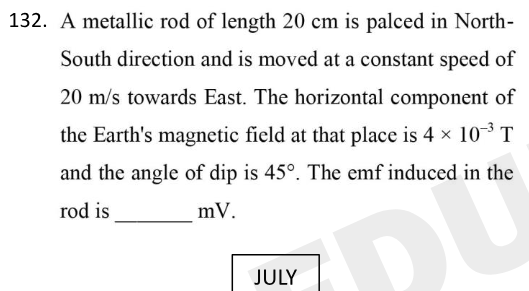 132. A metallic rod of length 20 cm is palced in North-
South direction and is moved at a constant speed of
20 m/s towards East. The horizontal component of
the Earth's magnetic field at that place is 4 × 10⁻³ T
and the angle of dip is 45°. The emf induced in the
rod is ________ mV.
JULY
EDU